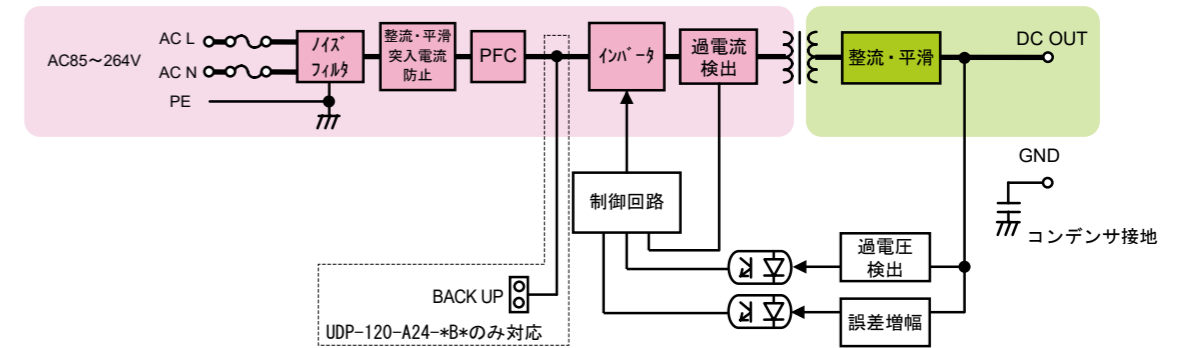 AC85～264V
AC L
AC N
PE
ﾉｲｽﾞ
ﾌｨﾙﾀ
整流・平滑
突入電流
防止
PFC
ｲﾝﾊﾞｰﾀ
過電流
検出
整流・平滑
DC OUT
GND
コンデンサ接地
制御回路
過電圧
検出
誤差増幅
BACK UP
UDP-120-A24-*B*のみ対応